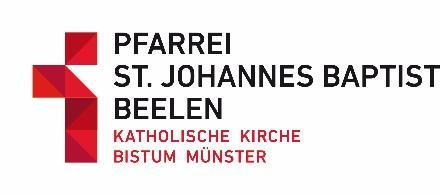 PFARREI
ST. JOHANNES BAPTIST
BEELEN
KATHOLISCHE KIRCHE
BISTUM MÜNSTER